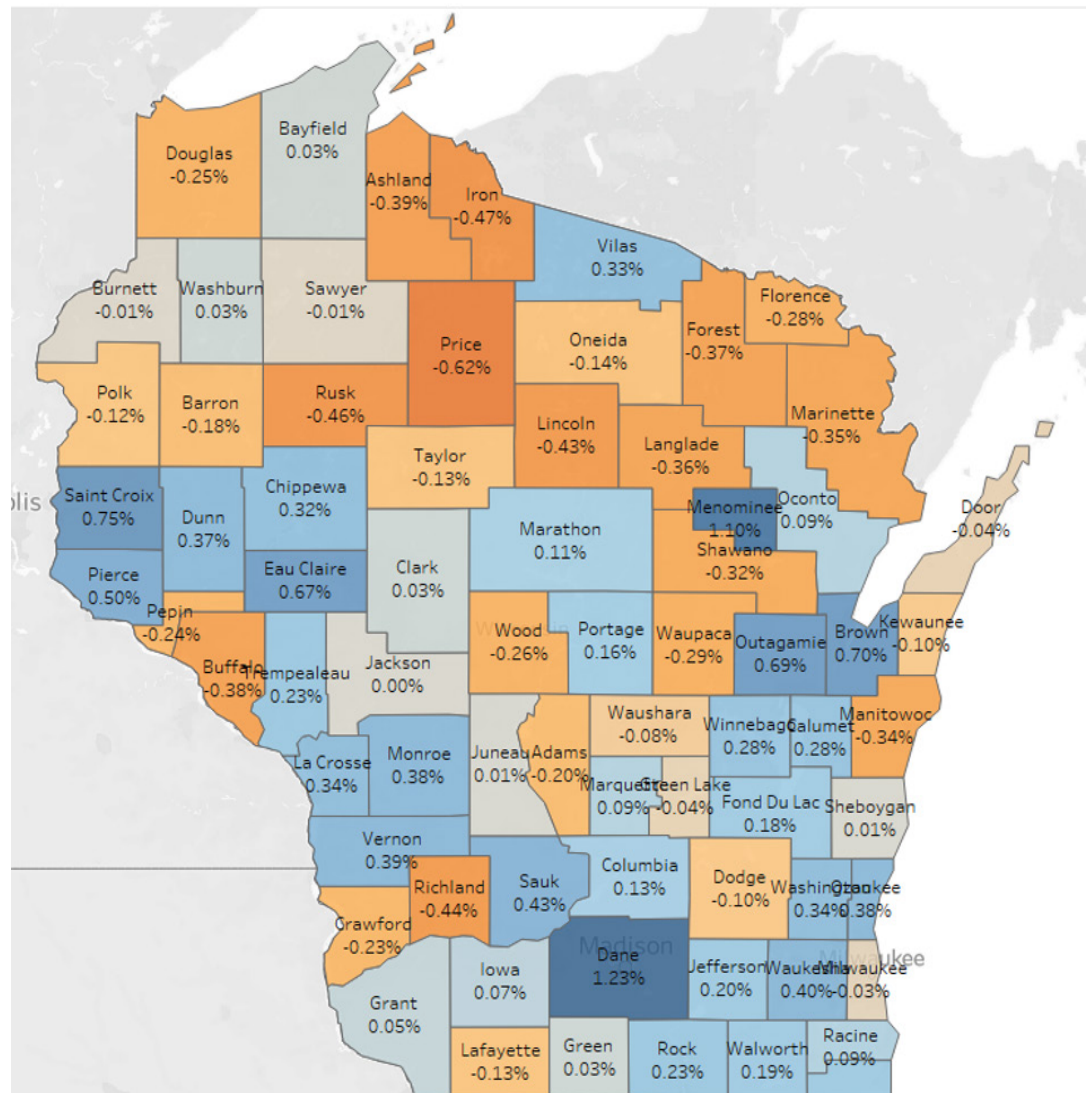 Bayfield
0.03%
Douglas
-0.25%
Ashland
-0.39%
Iron
-0.47%
Vilas
0.33%
Burnett
-0.01%
Washburn
0.03%
Sawyer
-0.01%
Florence
-0.28%
Forest
-0.37%
Price
-0.62%
Oneida
-0.14%
Polk
-0.12%
Barron
-0.18%
Rusk
-0.46%
Lincoln
-0.43%
Marinette
-0.35%
Langlade
-0.36%
Taylor
-0.13%
Saint Croix
0.75%
Dunn
0.37%
Chippewa
0.32%
Marathon
0.11%
Menominee
1.10%
Oconto
0.09%
Door
-0.04%
Shawano
-0.32%
Pierce
0.50%
Eau Claire
0.67%
Clark
0.03%
Pepin
-0.24%
Wood
-0.26%
Portage
0.16%
Waupaca
-0.29%
Outagamie
0.69%
Brown
0.70%
Kewaunee
-0.10%
Buffalo
-0.38%
Trempealeau
0.23%
Jackson
0.00%
Waushara
-0.08%
Winnebago
0.28%
Calumet
0.28%
Manitowoc
-0.34%
La Crosse
0.34%
Monroe
0.38%
Juneau
0.01%
Adams
-0.20%
Marquette
0.09%
Green Lake
-0.04%
Fond Du Lac
0.18%
Sheboygan
0.01%
Vernon
0.39%
Richland
-0.44%
Sauk
0.43%
Columbia
0.13%
Dodge
-0.10%
Washington
0.34%
Ozaukee
0.38%
Crawford
-0.23%
Iowa
0.07%
Madison
Dane
1.23%
Jefferson
0.20%
Waukesha
0.40%
Milwaukee
-0.03%
Milwaukee
Grant
0.05%
Lafayette
-0.13%
Green
0.03%
Rock
0.23%
Walworth
0.19%
Racine
0.09%